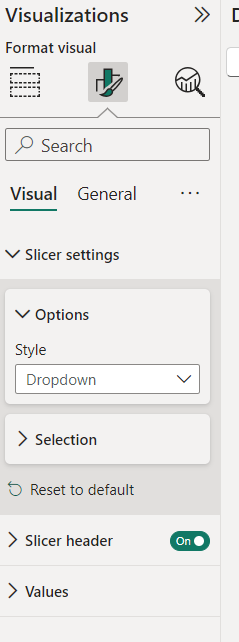 Visualizations
Format visual
Search
Visual General ...
Slicer settings
Options
Style
Dropdown
Selection
Reset to default
Slicer header On
Values